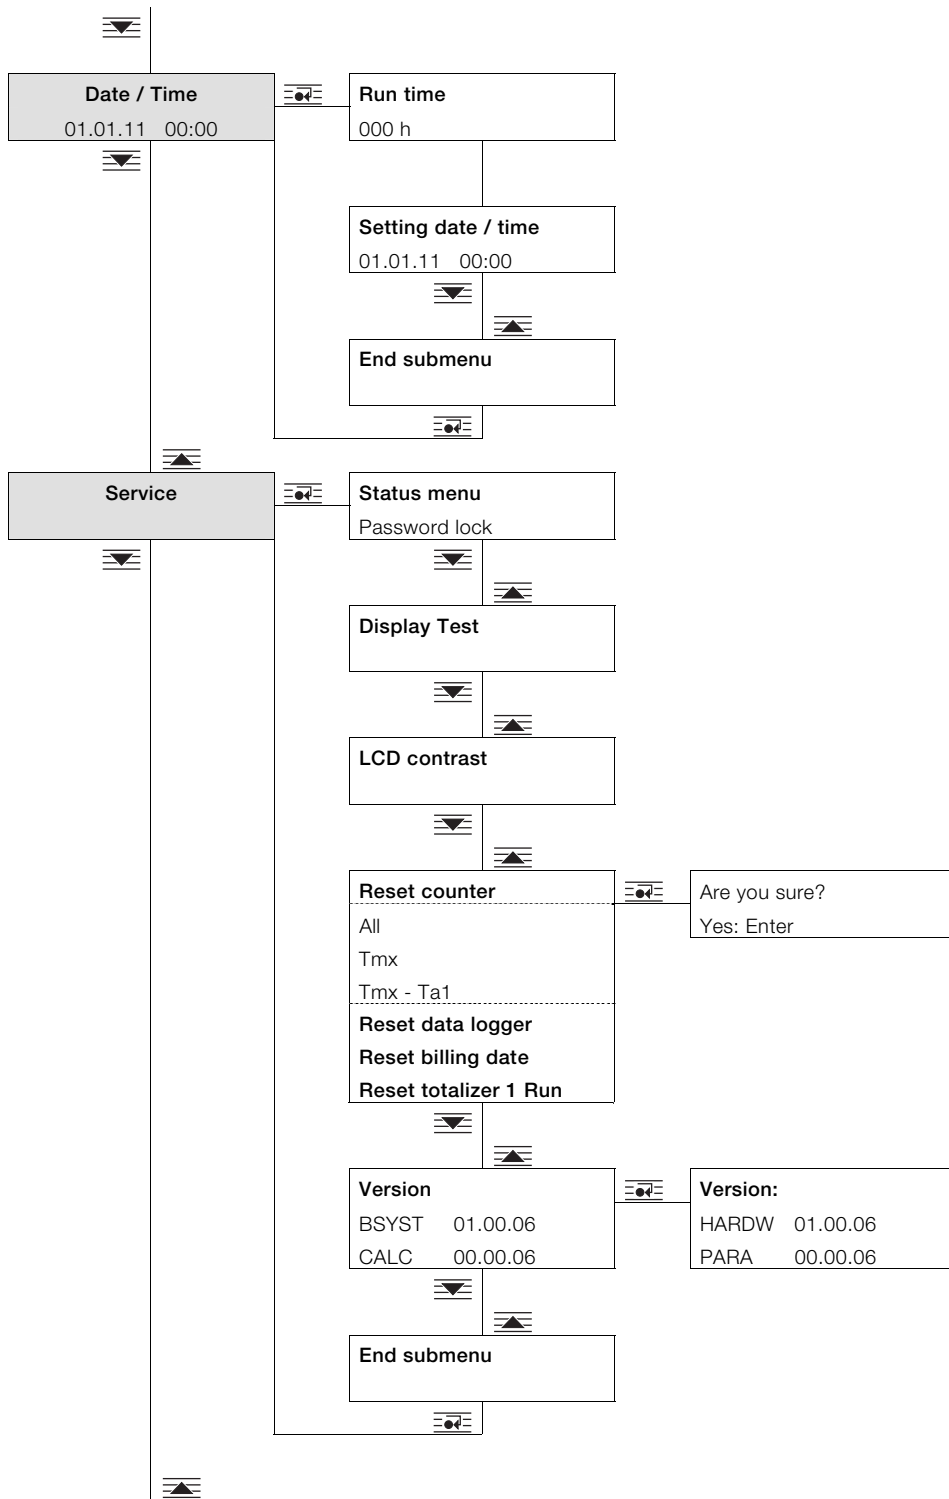 Date / Time
01.01.11 00:00
Run time
000 h
Setting date / time
01.01.11 00:00
End submenu
Service
Status menu
Password lock
Display Test
LCD contrast
Reset counter
All
Tmx
Tmx - Ta1
Reset data logger
Reset billing date
Reset totalizer 1 Run
Are you sure?
Yes: Enter
Version
BSYST 01.00.06
CALC 00.00.06
Version:
HARDW 01.00.06
PARA 00.00.06
End submenu